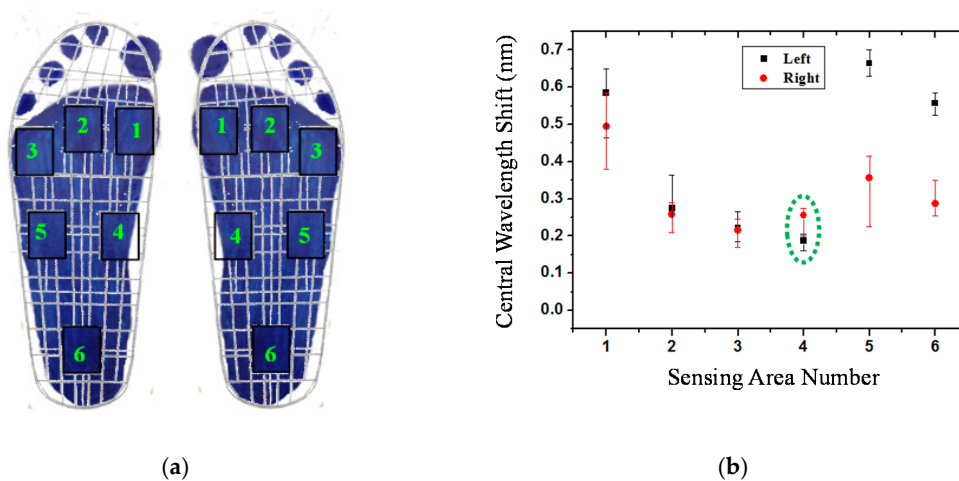 2 1 1 2
3 3
5 4 4 5
6 6
(a)
Central Wavelength Shift (nm)
0.7
0.6
0.5
0.4
0.3
0.2
0.1
0.0
Left
Right
1 2 3 4 5 6
Sensing Area Number
(b)